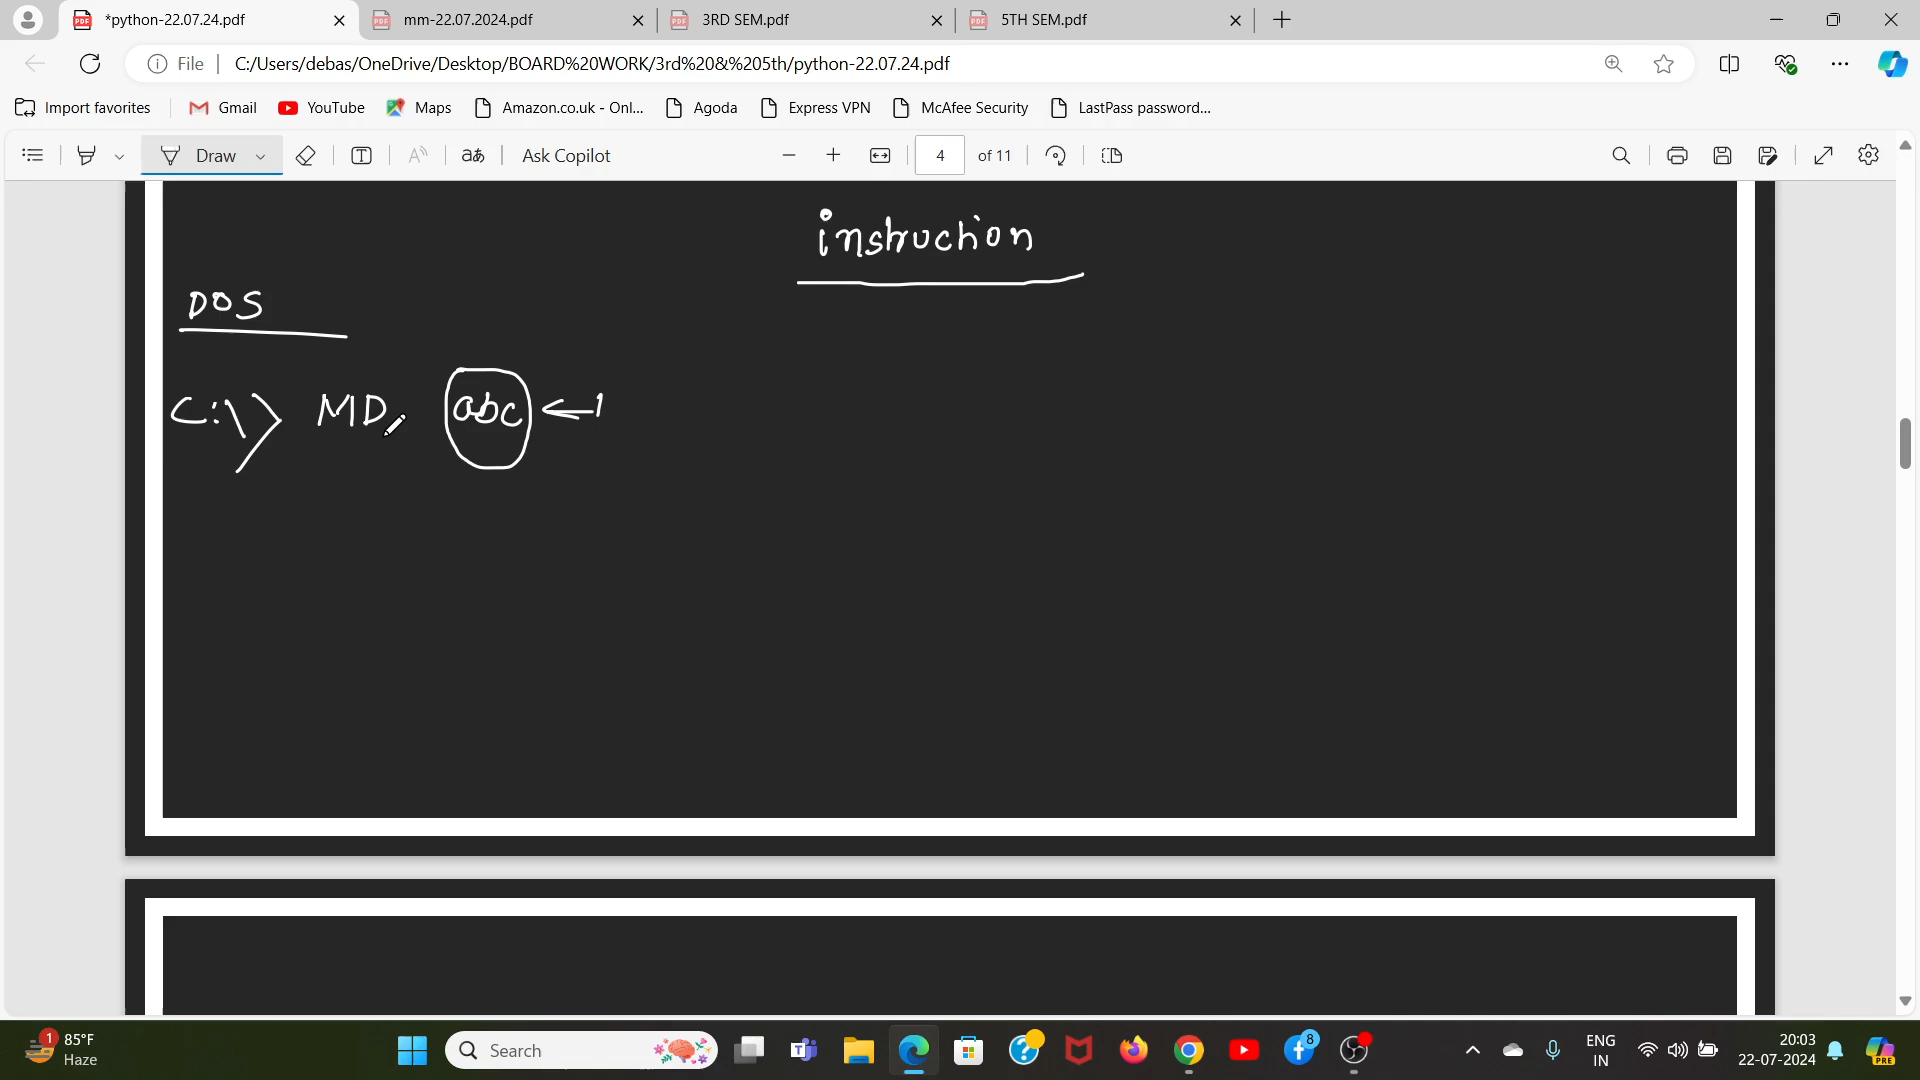 *python-22.07.24.pdf
mm-22.07.2024.pdf
3RD SEM.pdf
5TH SEM.pdf
File
C:/Users/debas/OneDrive/Desktop/BOARD%20WORK/3rd%20&%205th/python-22.07.24.pdf
Import favorites
Gmail
YouTube
Maps
Amazon.co.uk - Onl...
Agoda
Express VPN
McAfee Security
LastPass password...
Draw
Ask Copilot
4 of 11
instruction
DOS
C:\> MD abc
85°F
Haze
Search
ENG
IN
20:03
22-07-2024